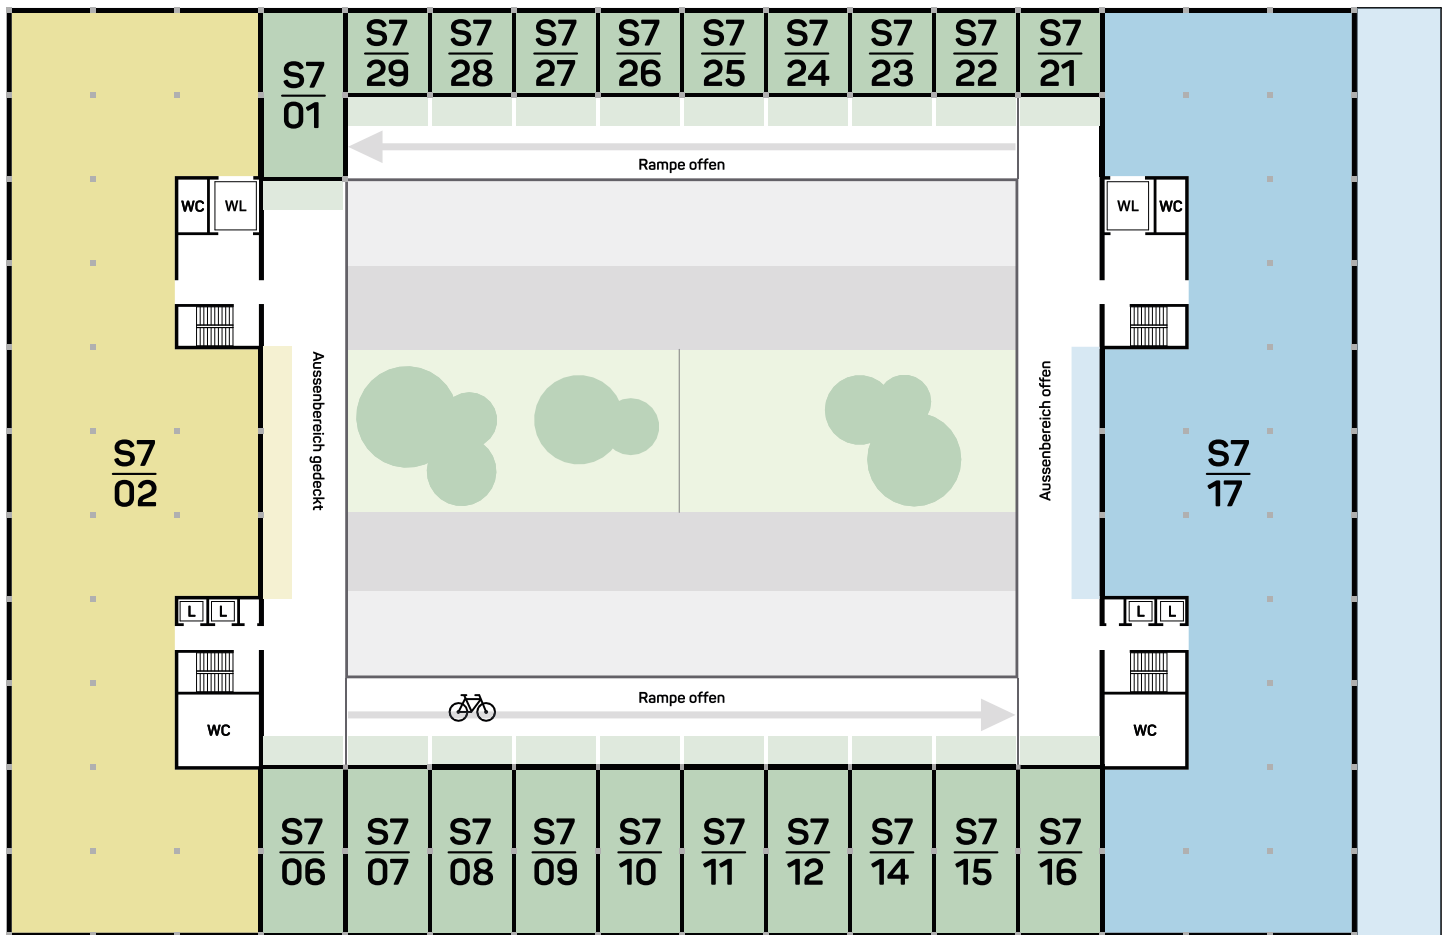 S7
01
S7
29
S7
28
S7
27
S7
26
S7
25
S7
24
S7
23
S7
22
S7
21
Rampe offen
WC
WL
WL
WC
Aussenbereich gedeckt
Aussenbereich offen
S7
02
S7
17
L
L
L
L
Rampe offen
WC
WC
S7
06
S7
07
S7
08
S7
09
S7
10
S7
11
S7
12
S7
14
S7
15
S7
16